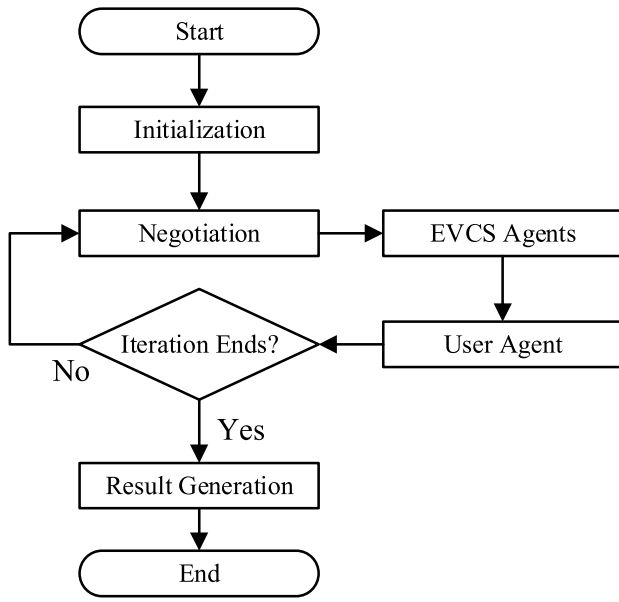 Start
Initialization
Negotiation
EVCS Agents
Iteration Ends?
User Agent
No
Yes
Result Generation
End